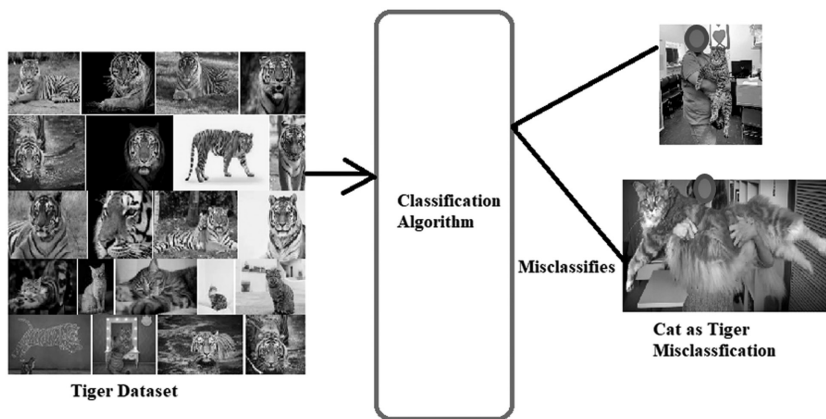 Classification
Algorithm
Misclassifies
Cat as Tiger
Misclassfication
Tiger Dataset